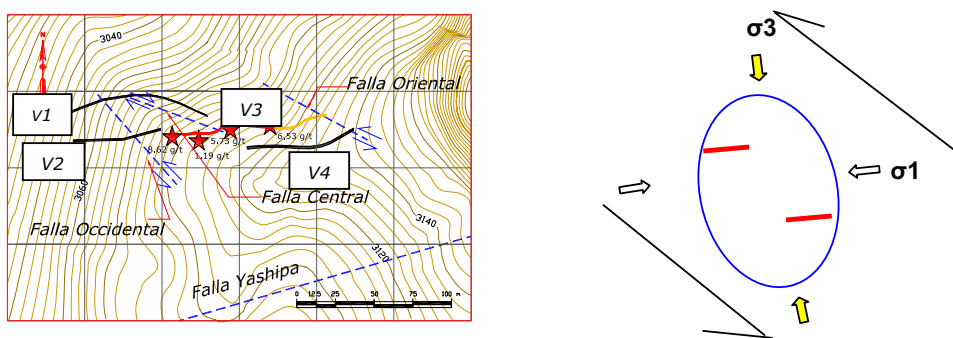 N
3040
Falla Oriental
V1
V3
5,73 g/t
6,53 g/t
8,62 g/t
1,19 g/t
V2
V4
3060
Falla Central
Falla Occidental
3140
3120
Falla Yashipa
0 12.5 25 50 75 100 m
σ3
σ1